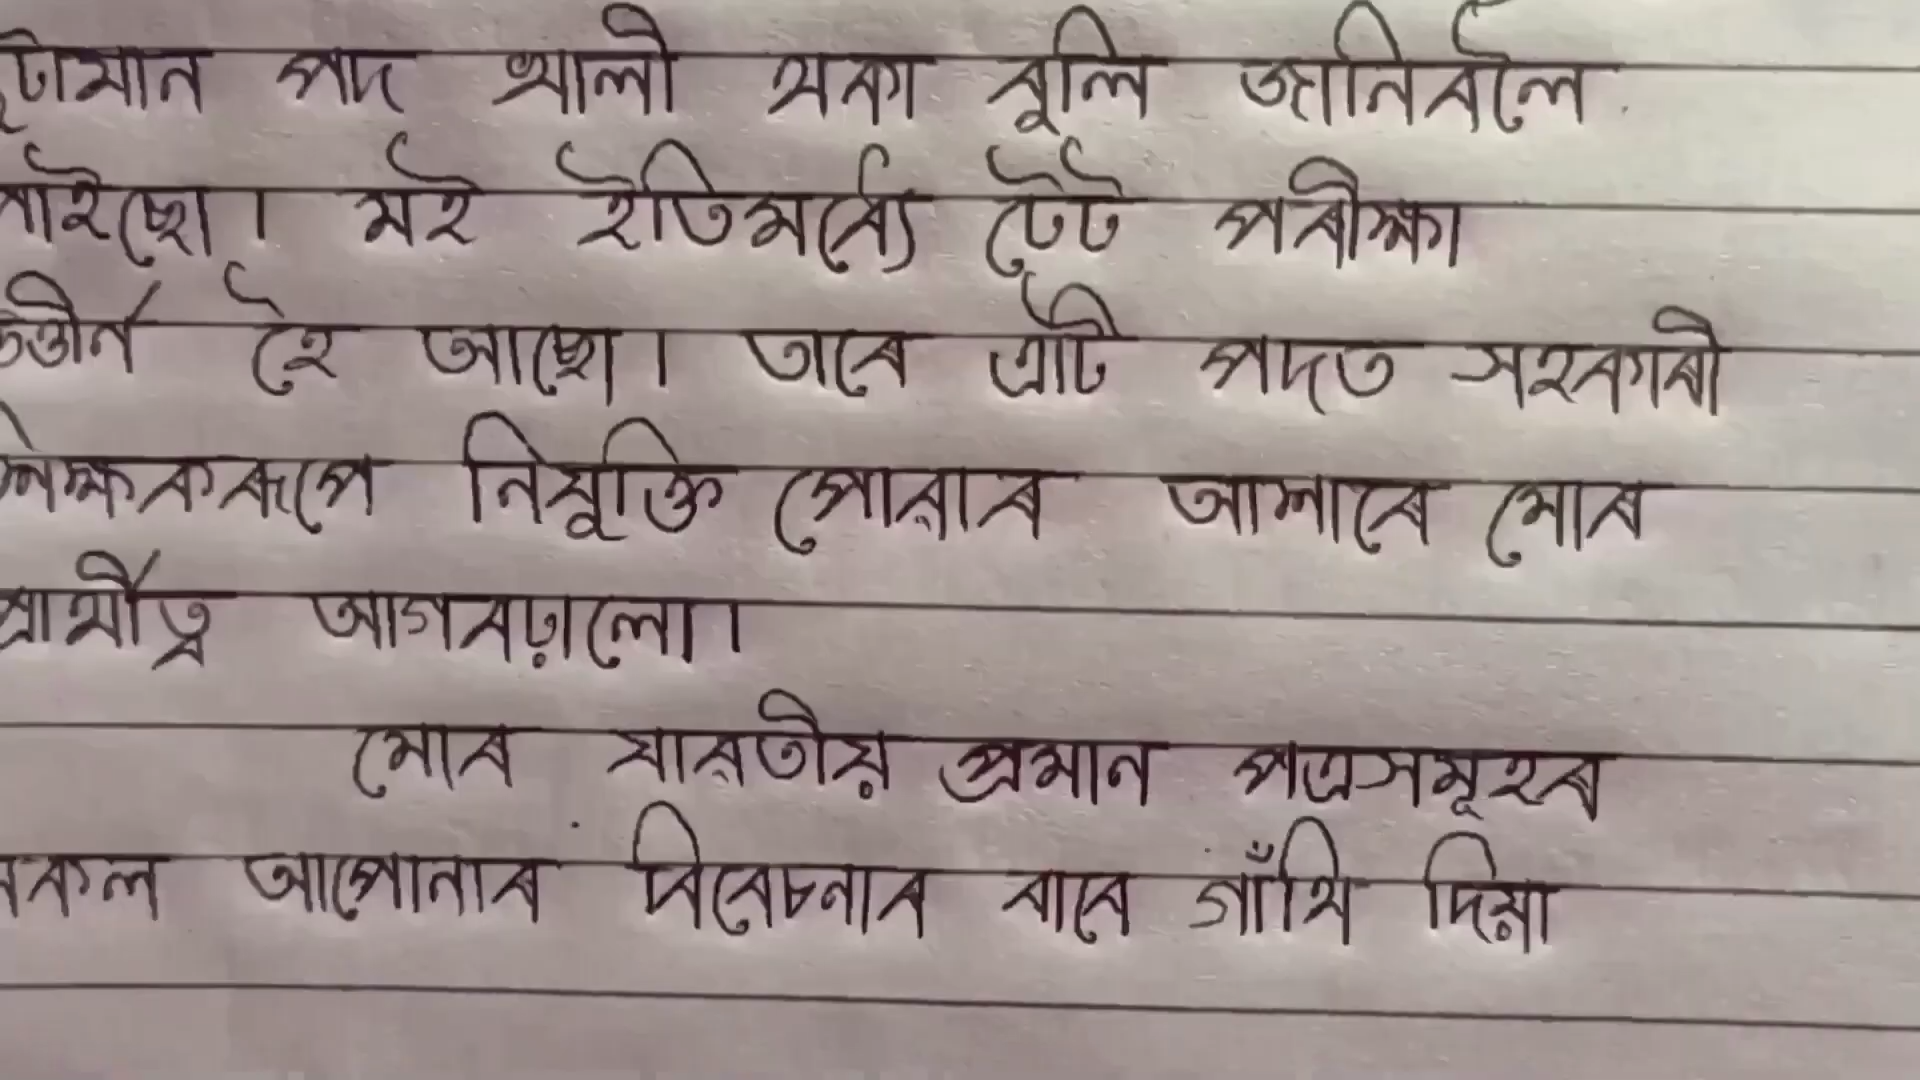 দুটামান পদ খালী থকা বুলি জানিবলৈ
পাৰিছো। মই ইতিমধ্যে টেট পৰীক্ষা
উত্তীৰ্ন হৈ আছো। তাৰে এটি পদত সহকাৰী
শিক্ষকৰূপে নিযুক্তি পোৱাৰ আশাৰে মোৰ
প্ৰাৰ্থীত্ব আগবঢ়ালো।
মোৰ যাৱতীয় প্ৰমান পত্ৰসমূহৰ
নকল আপোনাৰ বিবেচনাৰ বাবে গাঁথি দিয়া